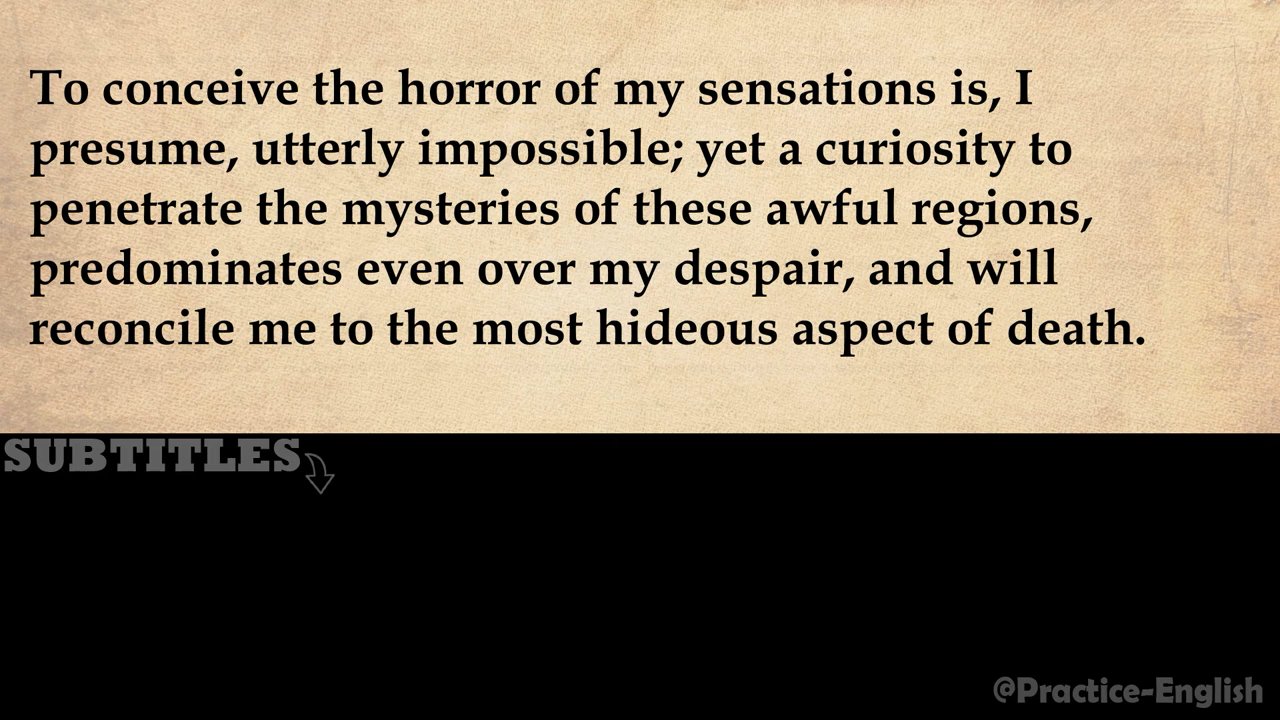 To conceive the horror of my sensations is, I
presume, utterly impossible; yet a curiosity to
penetrate the mysteries of these awful regions,
predominates even over my despair, and will
reconcile me to the most hideous aspect of death.
SUBTITLES
@Practice-English